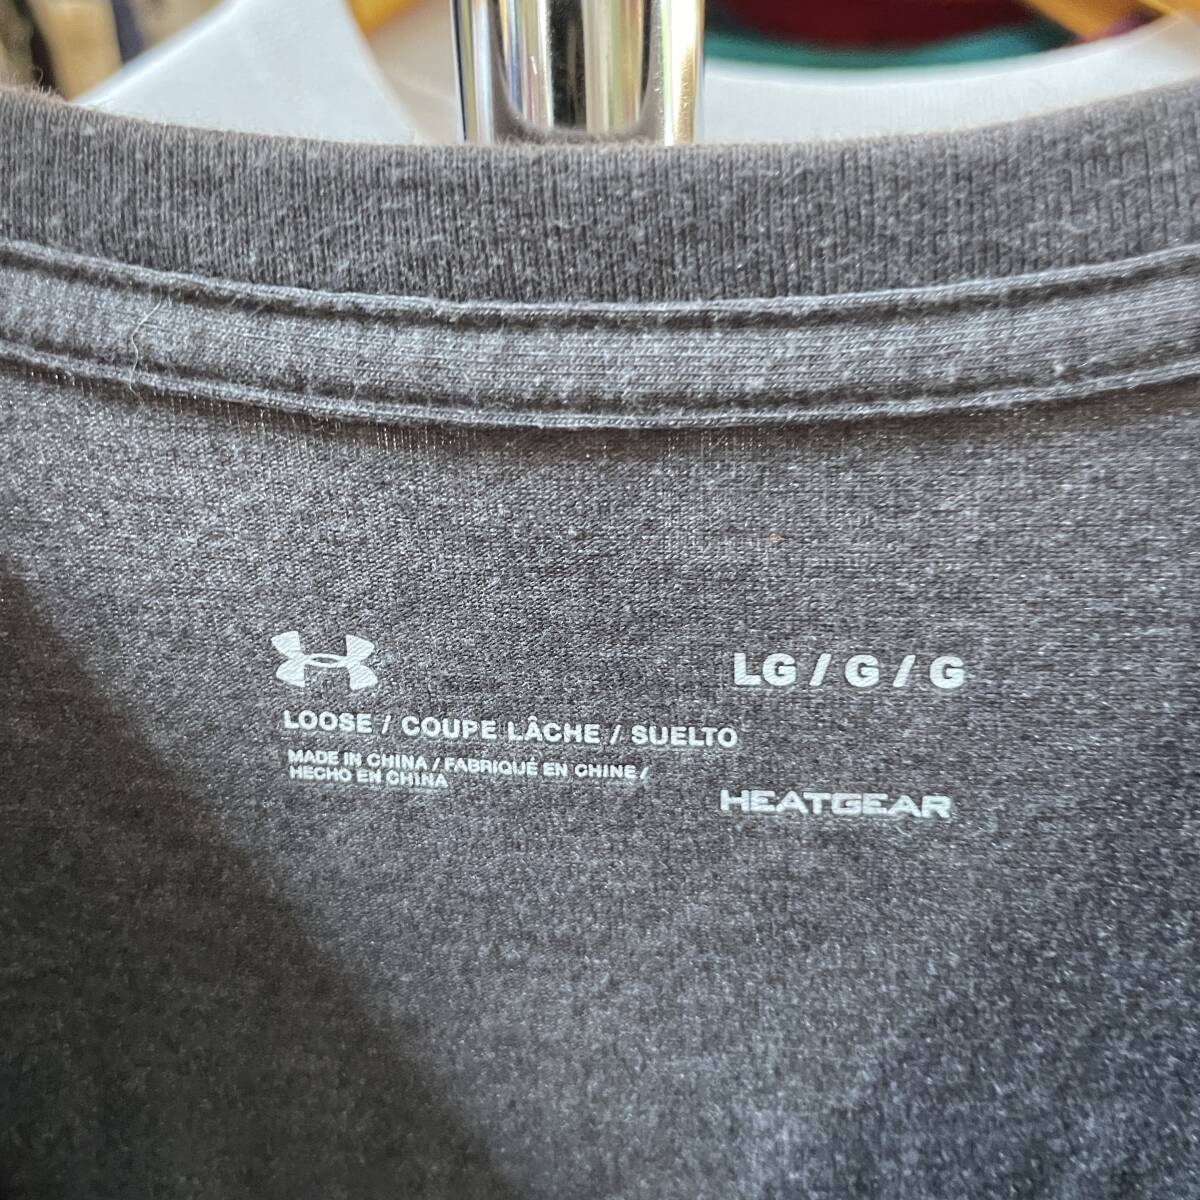 LG / G / G
LOOSE / COUPE LÂCHE / SUELTO
MADE IN CHINA / FABRIQUÉ EN CHINE /
HECHO EN CHINA
HEATGEAR